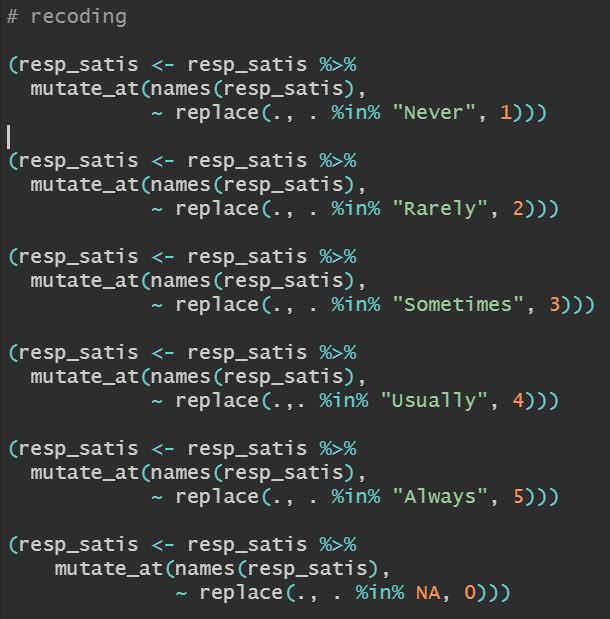 # recoding
(resp_satis <- resp_satis %>%
mutate_at(names(resp_satis),
~ replace(., . %in% "Never", 1)))
(resp_satis <- resp_satis %>%
mutate_at(names(resp_satis),
~ replace(., . %in% "Rarely", 2)))
(resp_satis <- resp_satis %>%
mutate_at(names(resp_satis),
~ replace(., . %in% "Sometimes", 3)))
(resp_satis <- resp_satis %>%
mutate_at(names(resp_satis),
~ replace(.,. %in% "Usually", 4)))
(resp_satis <- resp_satis %>%
mutate_at(names(resp_satis),
~ replace(., . %in% "Always", 5)))
(resp_satis <- resp_satis %>%
mutate_at(names(resp_satis),
~ replace(., . %in% NA, 0)))